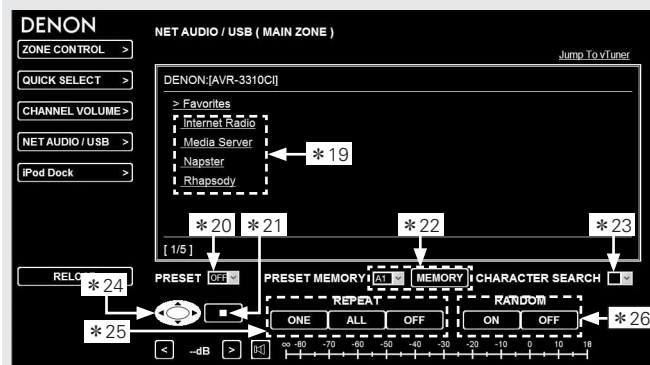 DENON
NET AUDIO / USB ( MAIN ZONE )
ZONE CONTROL >
Jump To vTuner
QUICK SELECT >
DENON:[AVR-3310CI]
CHANNEL VOLUME >
> Favorites
Internet Radio
NET AUDIO / USB >
Media Server
*19
Napster
iPod Dock >
Rhapsody
*20 *21 *22 *23
[ 1/5 ]
PRESET OFF PRESET MEMORY A1 MEMORY CHARACTER SEARCH
*24
REPEAT RANDOM
*25 ONE ALL OFF ON OFF *26
< --dB > ∞ -80 -70 -60 -50 -40 -30 -20 -10 0 10 18